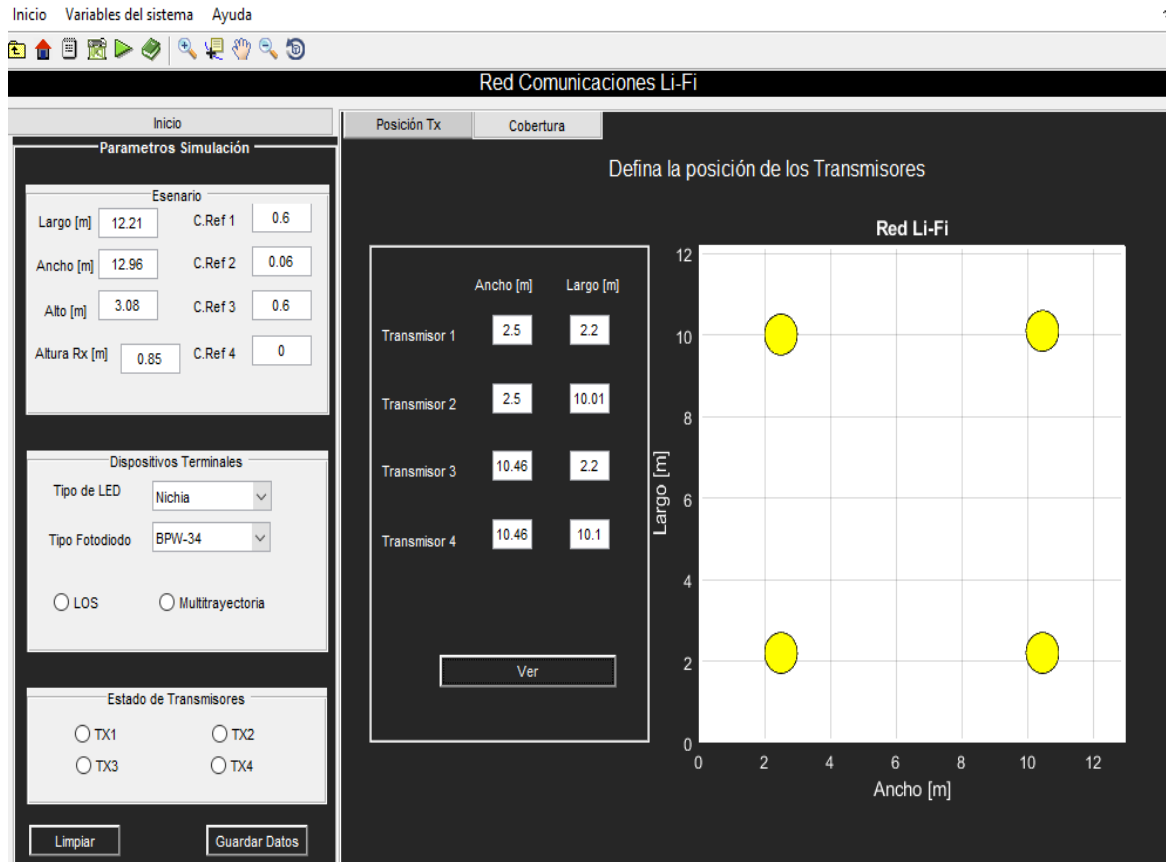 Inicio Variables del sistema Ayuda
Red Comunicaciones Li-Fi
Inicio
Parametros Simulación
Esenario
Largo [m] 12.21 C.Ref 1 0.6
Ancho [m] 12.96 C.Ref 2 0.06
Alto [m] 3.08 C.Ref 3 0.6
Altura Rx [m] 0.85 C.Ref 4 0
Dispositivos Terminales
Tipo de LED Nichia
Tipo Fotodiodo BPW-34
LOS Multitrayectoria
Estado de Transmisores
TX1 TX2
TX3 TX4
Limpiar Guardar Datos
Posición Tx Cobertura
Defina la posición de los Transmisores
Ancho [m] Largo [m]
Transmisor 1 2.5 2.2
Transmisor 2 2.5 10.01
Transmisor 3 10.46 2.2
Transmisor 4 10.46 10.1
Ver
Red Li-Fi
Largo [m]
12
10
8
6
4
2
0
0 2 4 6 8 10 12
Ancho [m]